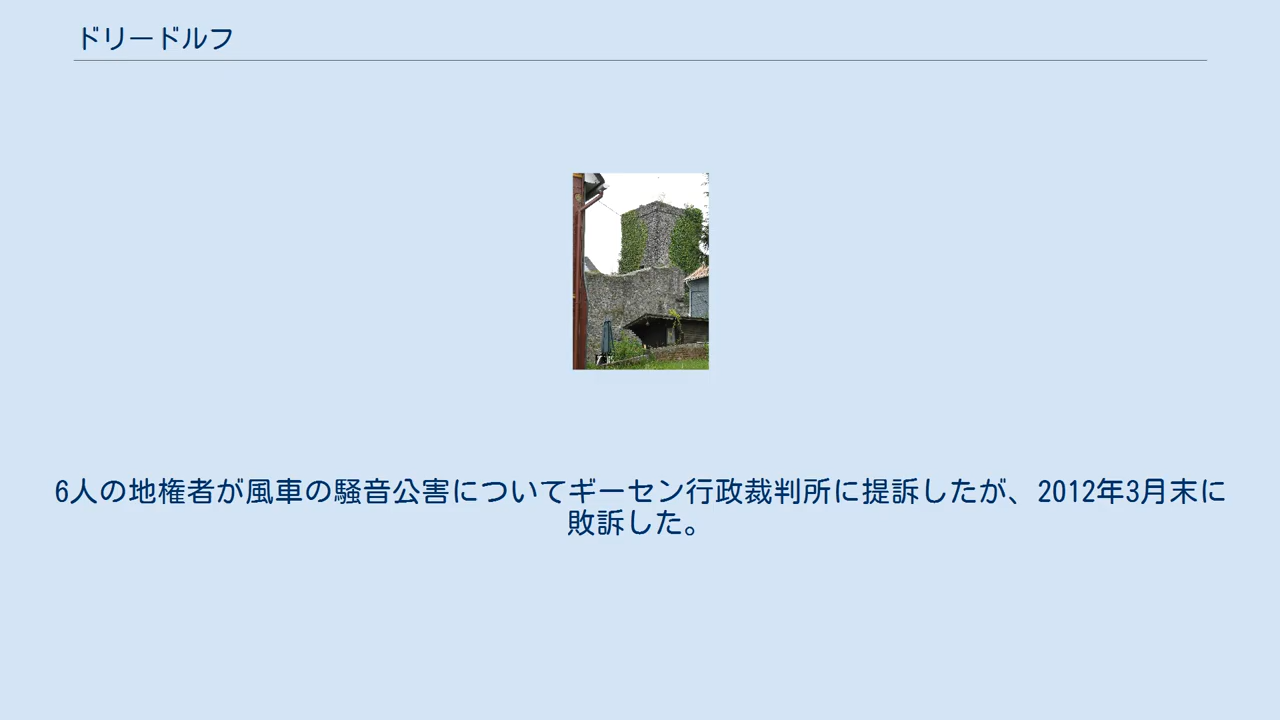 ドリードルフ
6人の地権者が風車の騒音公害についてギーセン行政裁判所に提訴したが、2012年3月末に
敗訴した。